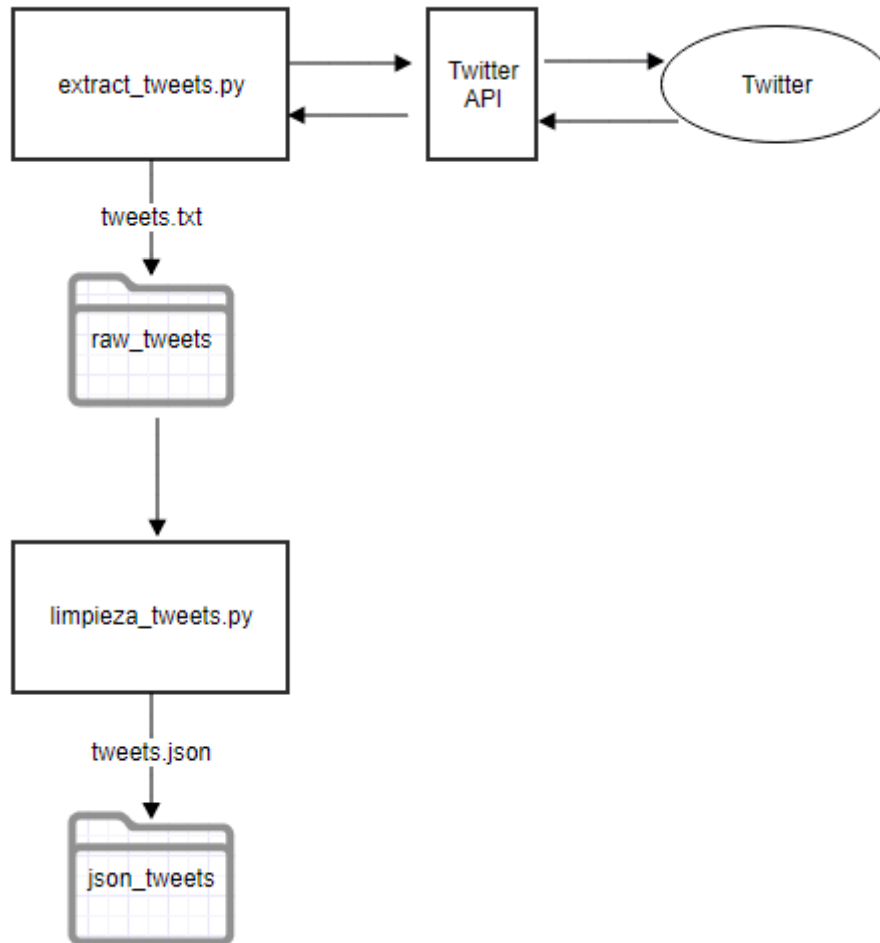 extract_tweets.py
Twitter
API
Twitter
tweets.txt
raw_tweets
limpieza_tweets.py
tweets.json
json_tweets